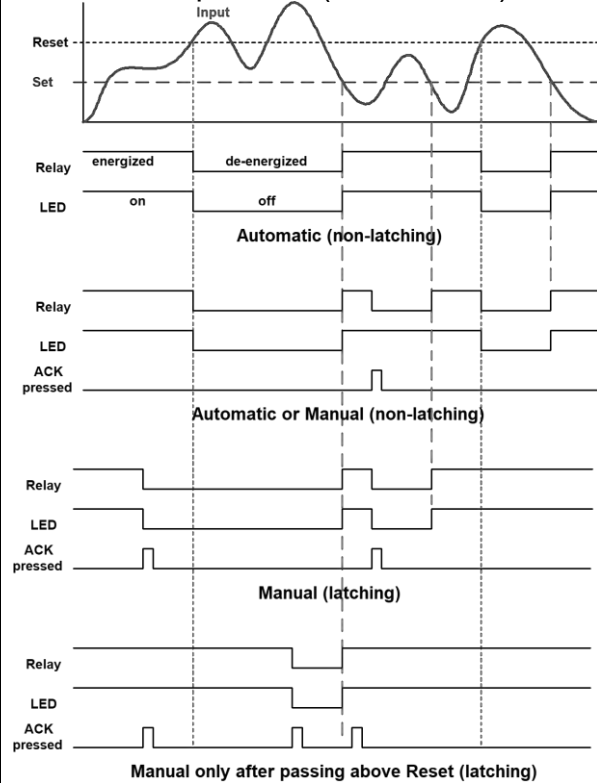 Input
Reset
Set
Relay
energized
de-energized
LED
on
off
Automatic (non-latching)
Relay
LED
ACK
pressed
Automatic or Manual (non-latching)
Relay
LED
ACK
pressed
Manual (latching)
Relay
LED
ACK
pressed
Manual only after passing above Reset (latching)